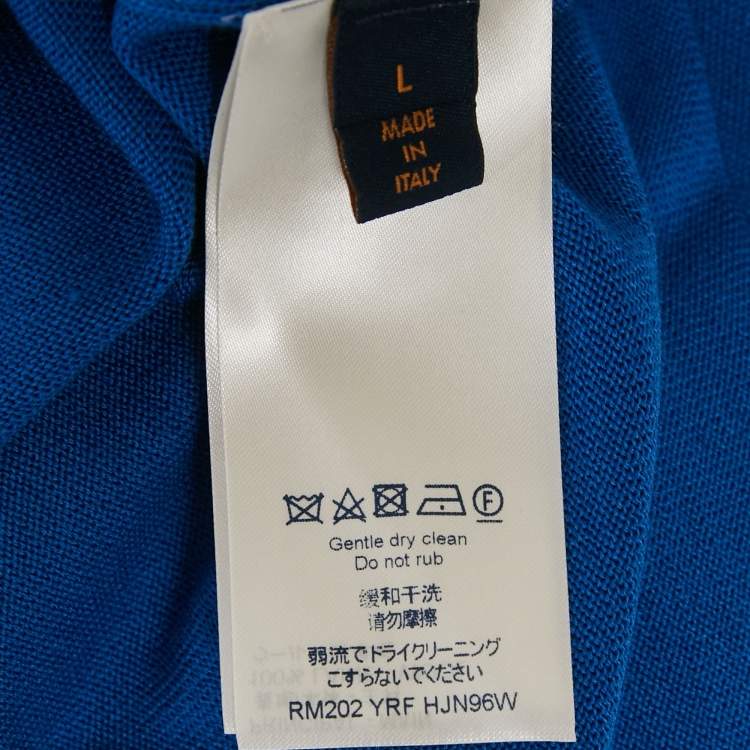 L
MADE
IN
ITALY
F
Gentle dry clean
Do not rub
缓和干洗
请勿摩擦
弱流でドライクリーニング
こすらないでください
RM202 YRF HJN96W